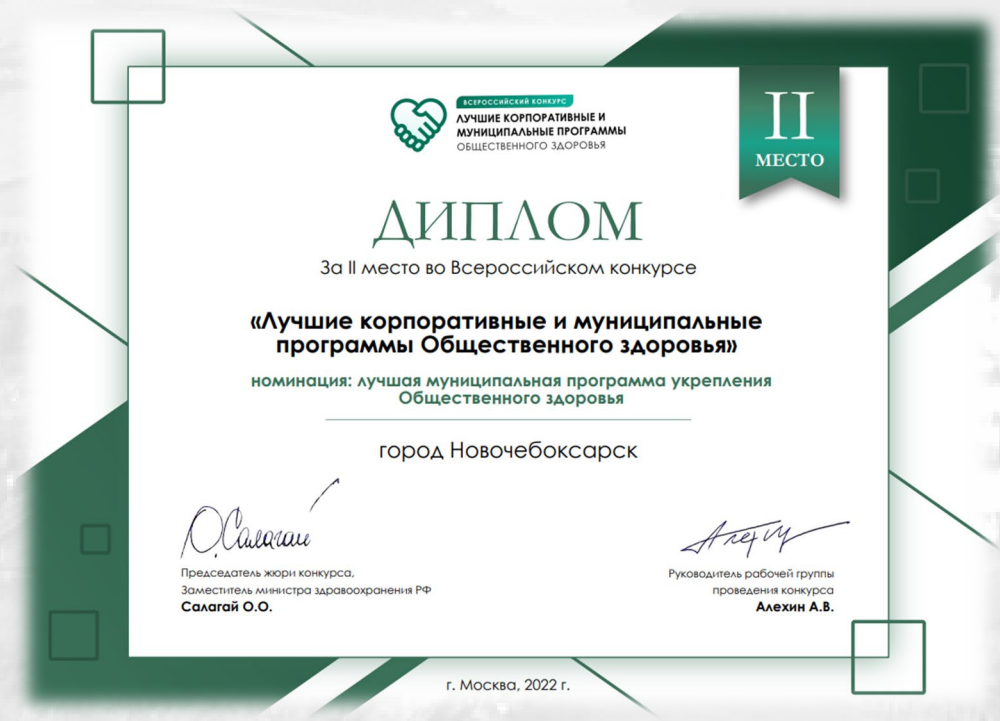 ВСЕРОССИЙСКИЙ КОНКУРС
ЛУЧШИЕ КОРПОРАТИВНЫЕ И
МУНИЦИПАЛЬНЫЕ ПРОГРАММЫ
ОБЩЕСТВЕННОГО ЗДОРОВЬЯ
II
МЕСТО
ДИПЛОМ
За II место во Всероссийском конкурсе
«Лучшие корпоративные и муниципальные
программы Общественного здоровья»
номинация: лучшая муниципальная программа укрепления
Общественного здоровья
город Новочебоксарск
О.Салагай
Председатель жюри конкурса,
Заместитель министра здравоохранения РФ
Салагай О.О.
Руководитель рабочей группы
проведения конкурса
Алехин А.В.
г. Москва, 2022 г.